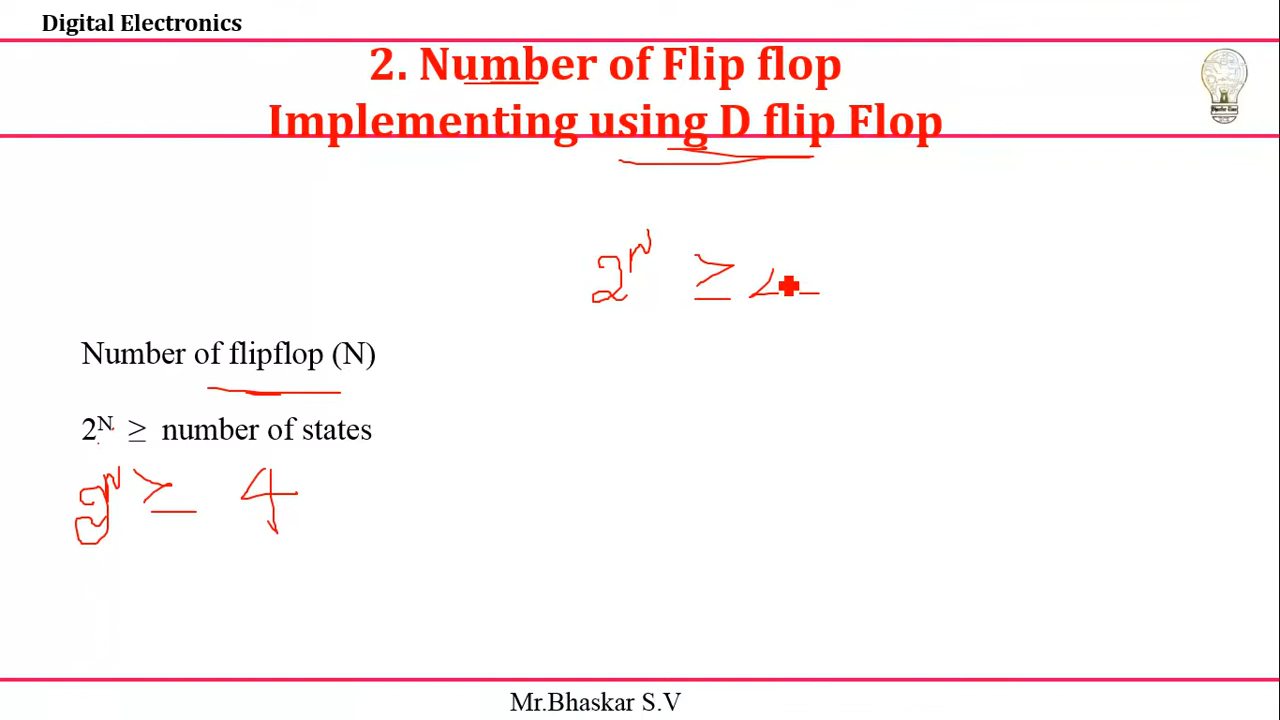 Digital Electronics
2. Number of Flip flop
Implementing using D flip Flop
2^N ≥ 4
Number of flipflop (N)
2^N ≥ number of states
2^N ≥ 4
Mr.Bhaskar S.V